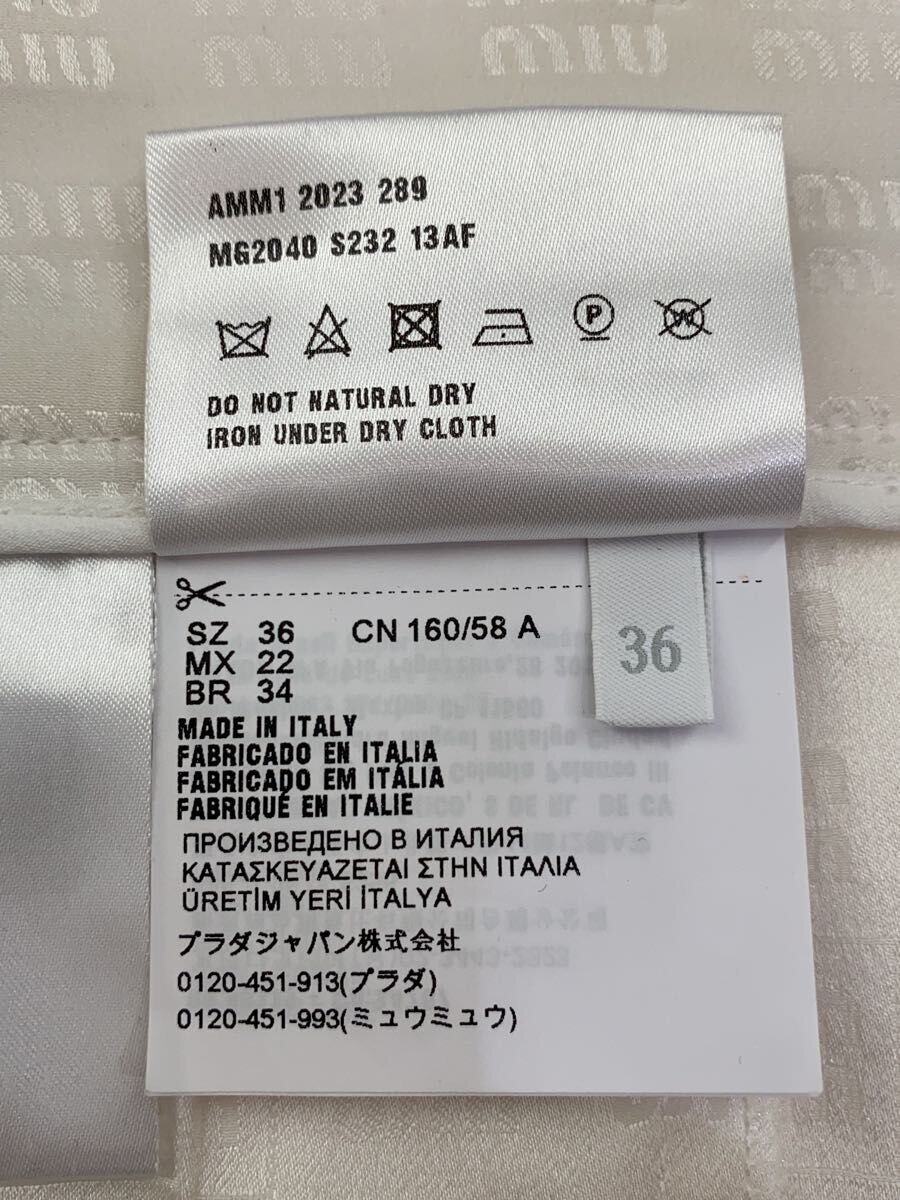 AMM1 2023 289
MG2040 S232 13AF
P
W
DO NOT NATURAL DRY
IRON UNDER DRY CLOTH
36
SZ 36 CN 160/58 A
MX 22
BR 34
MADE IN ITALY
FABRICADO EN ITALIA
FABRICADO EM ITÁLIA
FABRIQUÉ EN ITALIE
ПРОИЗВЕДЕНО В ИТАЛИЯ
ΚΑΤΑΣΚΕΥΑΖΕΤΑΙ ΣΤΗΝ ΙΤΑΛΙΑ
ÜRETİM YERİ İTALYA
プラダジャパン株式会社
0120-451-913(プラダ)
0120-451-993(ミュウミュウ)